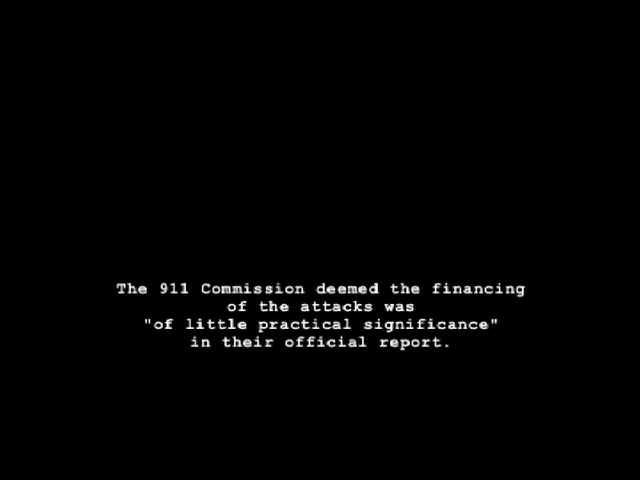 The 911 Commission deemed the financing
of the attacks was
"of little practical significance"
in their official report.